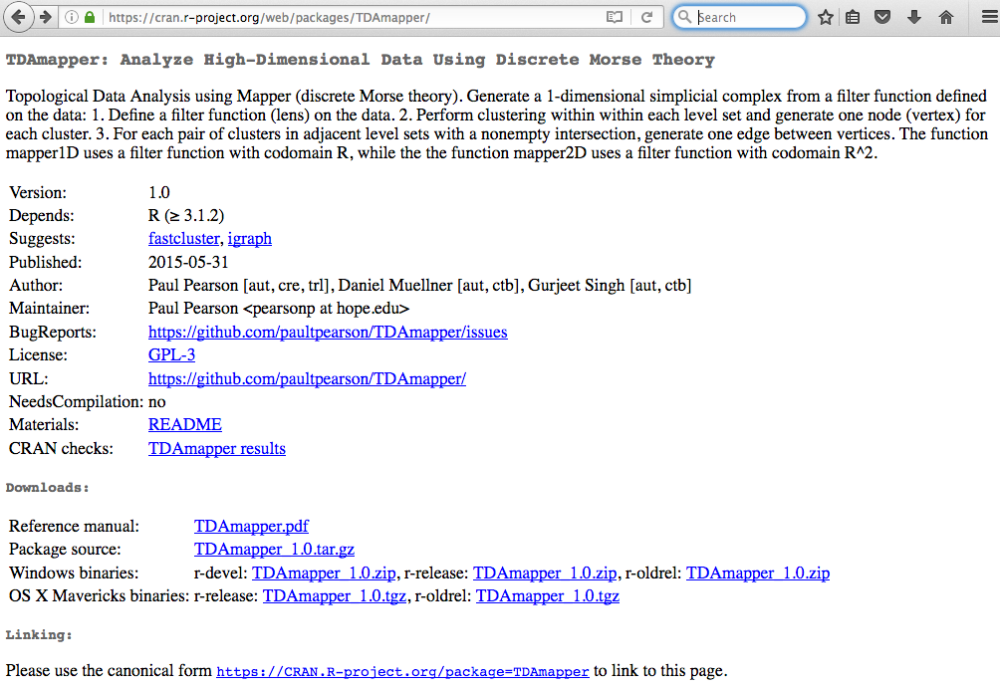 https://cran.r-project.org/web/packages/TDAmapper/ Search
TDAmapper: Analyze High-Dimensional Data Using Discrete Morse Theory
Topological Data Analysis using Mapper (discrete Morse theory). Generate a 1-dimensional simplicial complex from a filter function defined
on the data: 1. Define a filter function (lens) on the data. 2. Perform clustering within within each level set and generate one node (vertex) for
each cluster. 3. For each pair of clusters in adjacent level sets with a nonempty intersection, generate one edge between vertices. The function
mapper1D uses a filter function with codomain R, while the the function mapper2D uses a filter function with codomain R^2.
Version: 1.0
Depends: R (≥ 3.1.2)
Suggests: fastcluster, igraph
Published: 2015-05-31
Author: Paul Pearson [aut, cre, trl], Daniel Muellner [aut, ctb], Gurjeet Singh [aut, ctb]
Maintainer: Paul Pearson <pearsonp at hope.edu>
BugReports: https://github.com/paultpearson/TDAmapper/issues
License: GPL-3
URL: https://github.com/paultpearson/TDAmapper/
NeedsCompilation: no
Materials: README
CRAN checks: TDAmapper results
Downloads:
Reference manual: TDAmapper.pdf
Package source: TDAmapper_1.0.tar.gz
Windows binaries: r-devel: TDAmapper_1.0.zip, r-release: TDAmapper_1.0.zip, r-oldrel: TDAmapper_1.0.zip
OS X Mavericks binaries: r-release: TDAmapper_1.0.tgz, r-oldrel: TDAmapper_1.0.tgz
Linking:
Please use the canonical form https://CRAN.R-project.org/package=TDAmapper to link to this page.